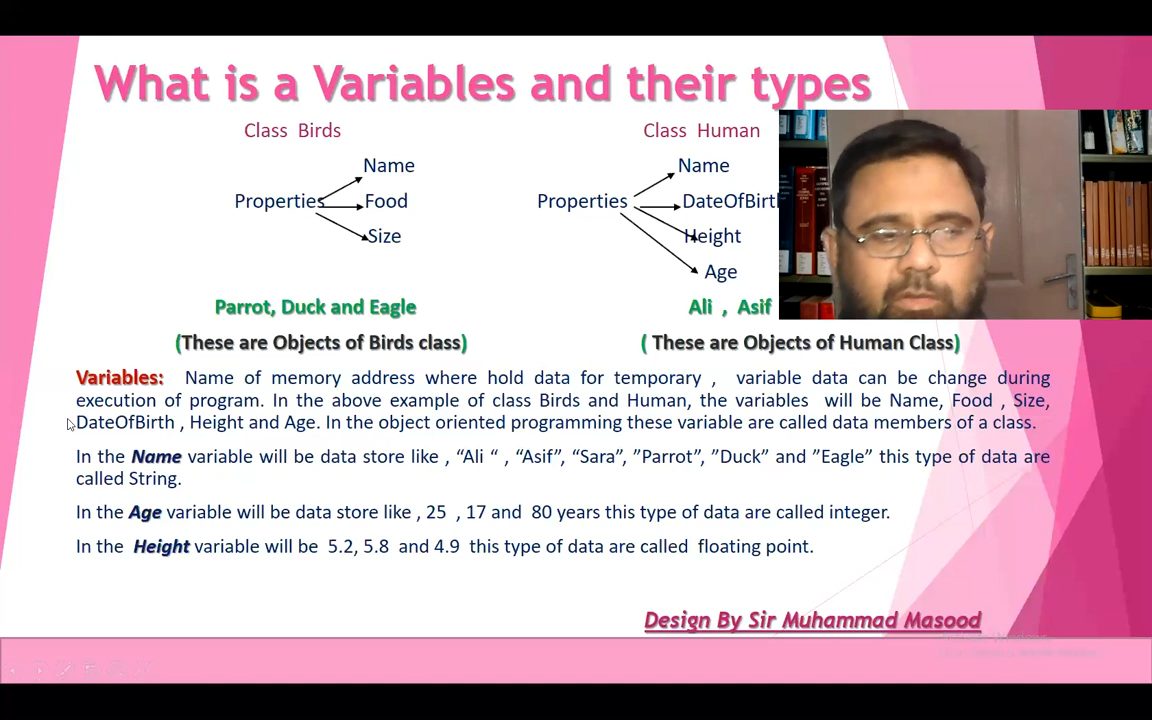 What is a Variables and their types
Class Birds
Class Human
Name
Name
Properties
Food
Properties
DateOfBirth
Size
Height
Age
Parrot, Duck and Eagle
Ali , Asif
(These are Objects of Birds class)
( These are Objects of Human Class)
Variables: Name of memory address where hold data for temporary , variable data can be change during
execution of program. In the above example of class Birds and Human, the variables will be Name, Food , Size,
DateOfBirth , Height and Age. In the object oriented programming these variable are called data members of a class.
In the Name variable will be data store like , “Ali “ , “Asif”, “Sara”, ”Parrot”, ”Duck” and ”Eagle” this type of data are
called String.
In the Age variable will be data store like , 25 , 17 and 80 years this type of data are called integer.
In the Height variable will be 5.2, 5.8 and 4.9 this type of data are called floating point.
Design By Sir Muhammad Masood